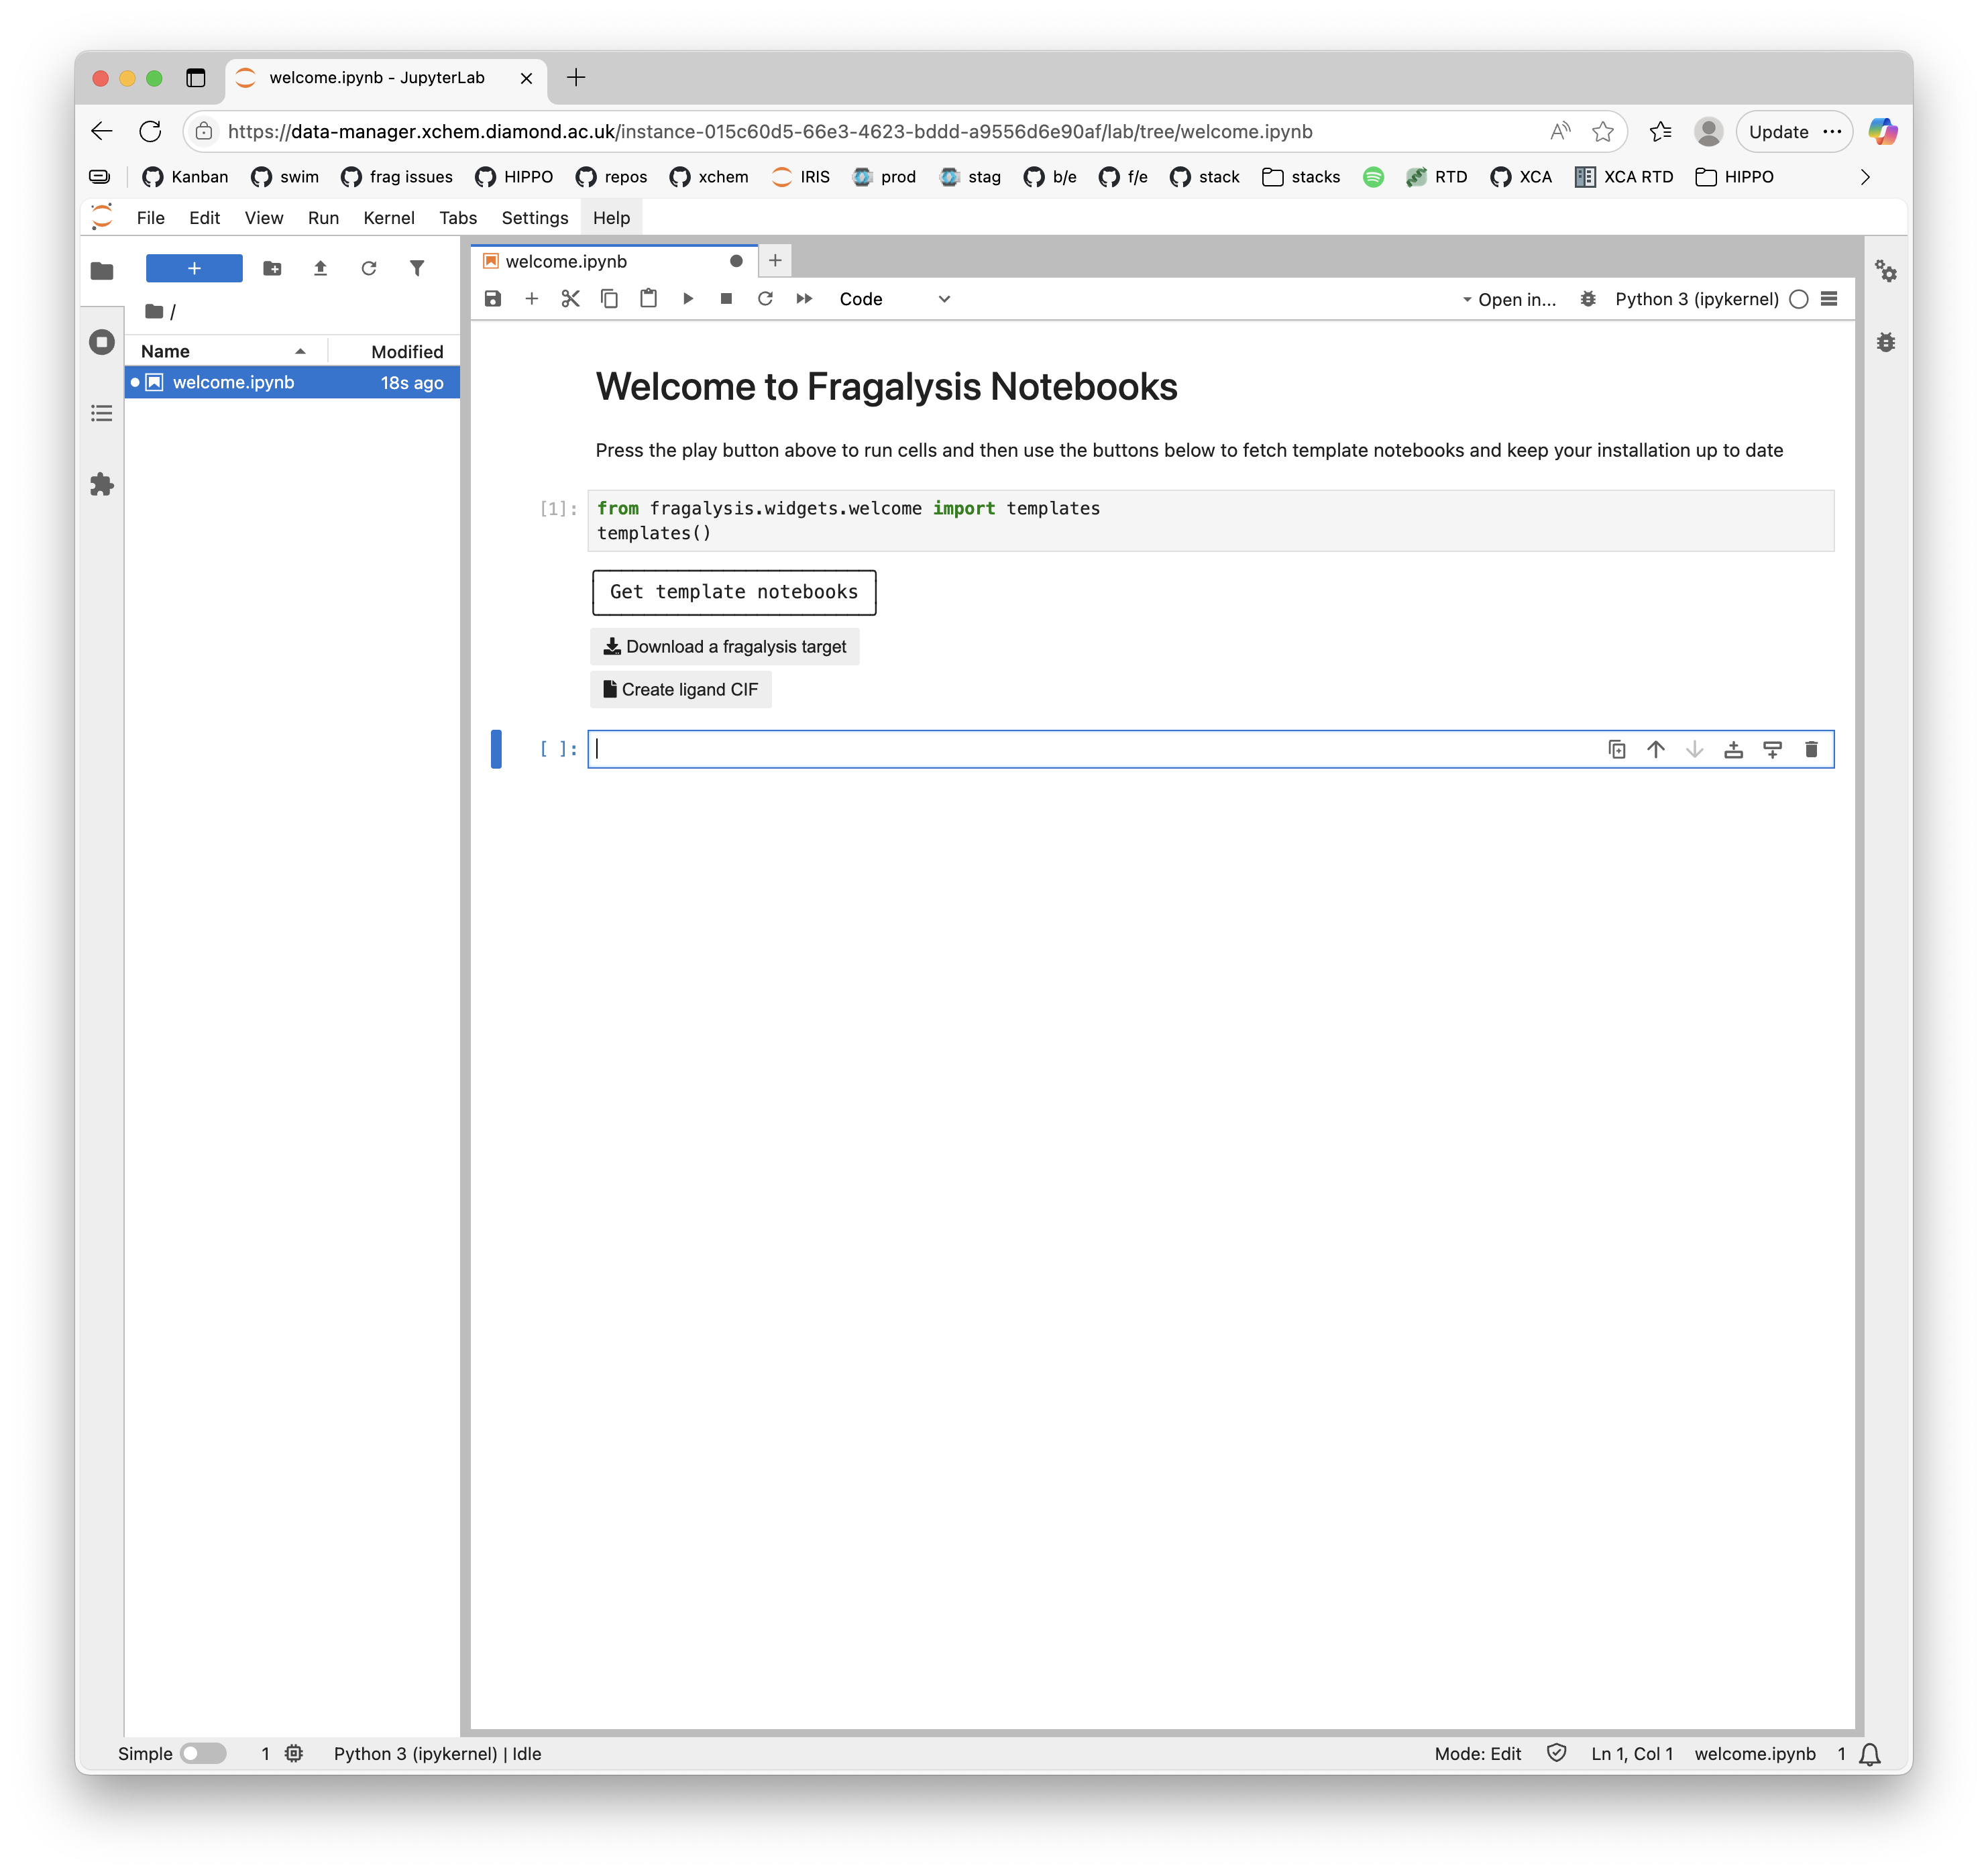 welcome.ipynb - JupyterLab
https://data-manager.xchem.diamond.ac.uk/instance-015c60d5-66e3-4623-bddd-a9556d6e90af/lab/tree/welcome.ipynb
Update
Kanban swim frag issues HIPPO repos xchem IRIS prod stag b/e f/e stack stacks RTD XCA XCA RTD HIPPO
File Edit View Run Kernel Tabs Settings Help
welcome.ipynb
Code Open in... Python 3 (ipykernel)
/
Name Modified
welcome.ipynb 18s ago
Welcome to Fragalysis Notebooks
Press the play button above to run cells and then use the buttons below to fetch template notebooks and keep your installation up to date
[1]: from fragalysis.widgets.welcome import templates
templates()
Get template notebooks
Download a fragalysis target
Create ligand CIF
[ ]:
Simple 1 Python 3 (ipykernel) | Idle Mode: Edit Ln 1, Col 1 welcome.ipynb 1